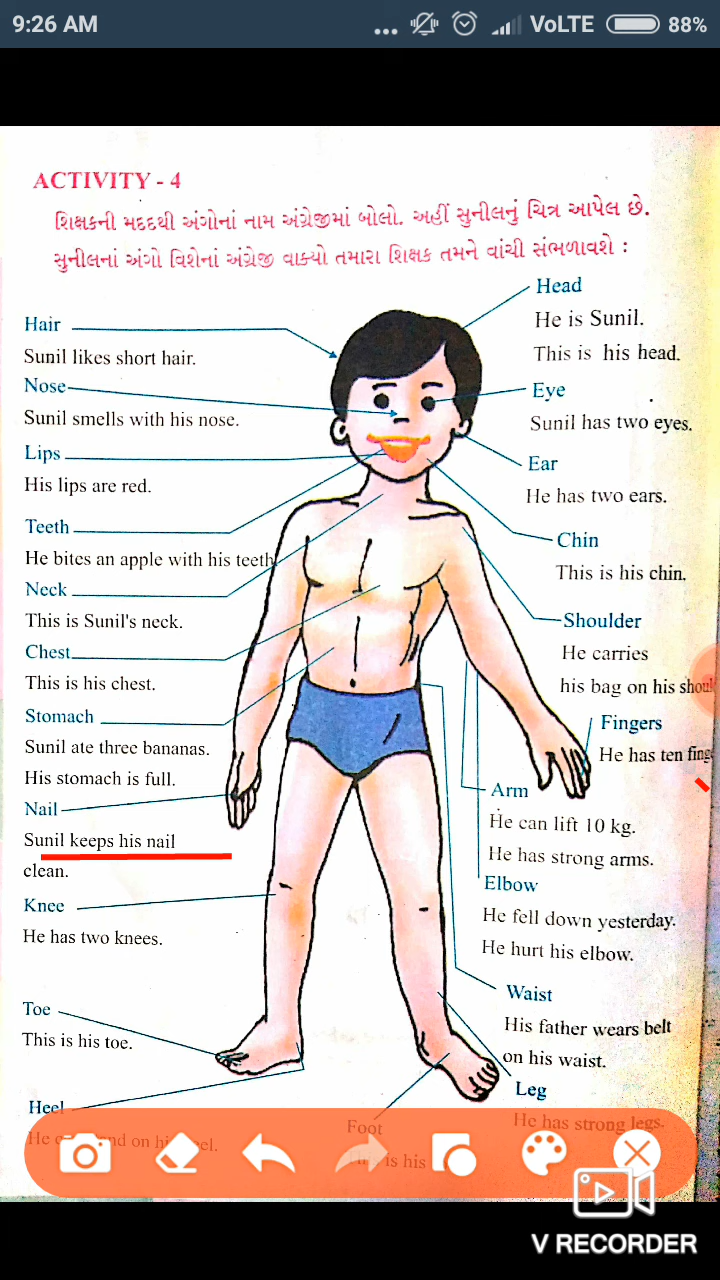 9:26 AM
VoLTE
88%
ACTIVITY - 4
શિક્ષકની મદદથી અંગોનાં નામ અંગ્રેજીમાં બોલો. અહીં સુનીલનું ચિત્ર આપેલ છે.
સુનીલનાં અંગો વિશેનાં અંગ્રેજી વાક્યો તમારા શિક્ષક તમને વાંચી સંભળાવશે :
Hair
Sunil likes short hair.
Nose
Sunil smells with his nose.
Lips
His lips are red.
Teeth
He bites an apple with his teeth
Neck
This is Sunil's neck.
Chest
This is his chest.
Stomach
Sunil ate three bananas.
His stomach is full.
Nail
Sunil keeps his nail
clean.
Knee
He has two knees.
Toe
This is his toe.
Heel
He
on
Head
He is Sunil.
This is his head.
Eye
Sunil has two eyes.
Ear
He has two ears.
Chin
This is his chin.
Shoulder
He carries
his bag on his
Fingers
He has ten
Arm
He can lift 10 kg.
He has strong arms.
Elbow
He fell down yesterday.
He hurt his elbow.
Waist
His father wears belt
on his waist.
Leg
He has strong legs.
Foot
is his
V RECORDER